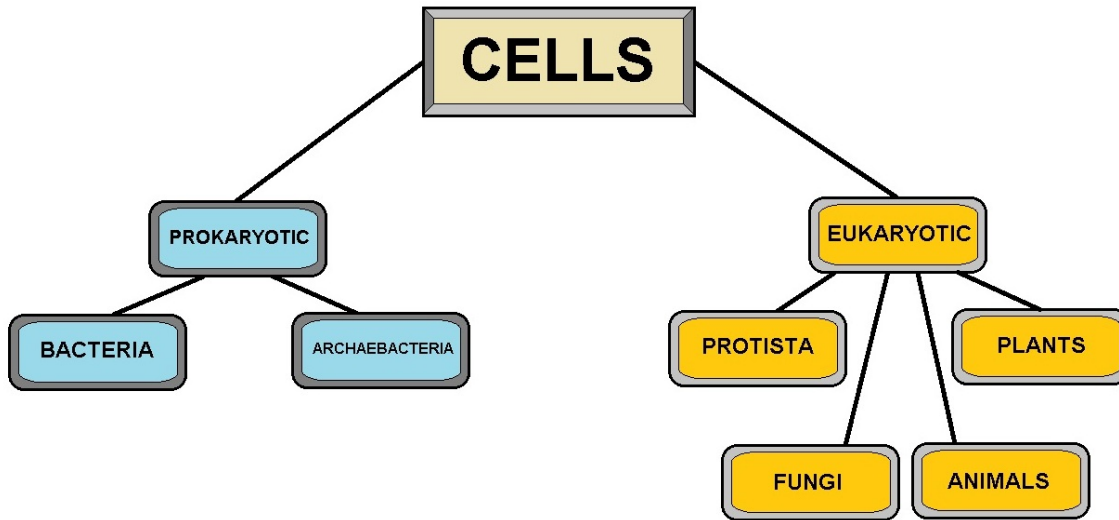 CELLS
PROKARYOTIC
EUKARYOTIC
BACTERIA
ARCHAEBACTERIA
PROTISTA
PLANTS
FUNGI
ANIMALS